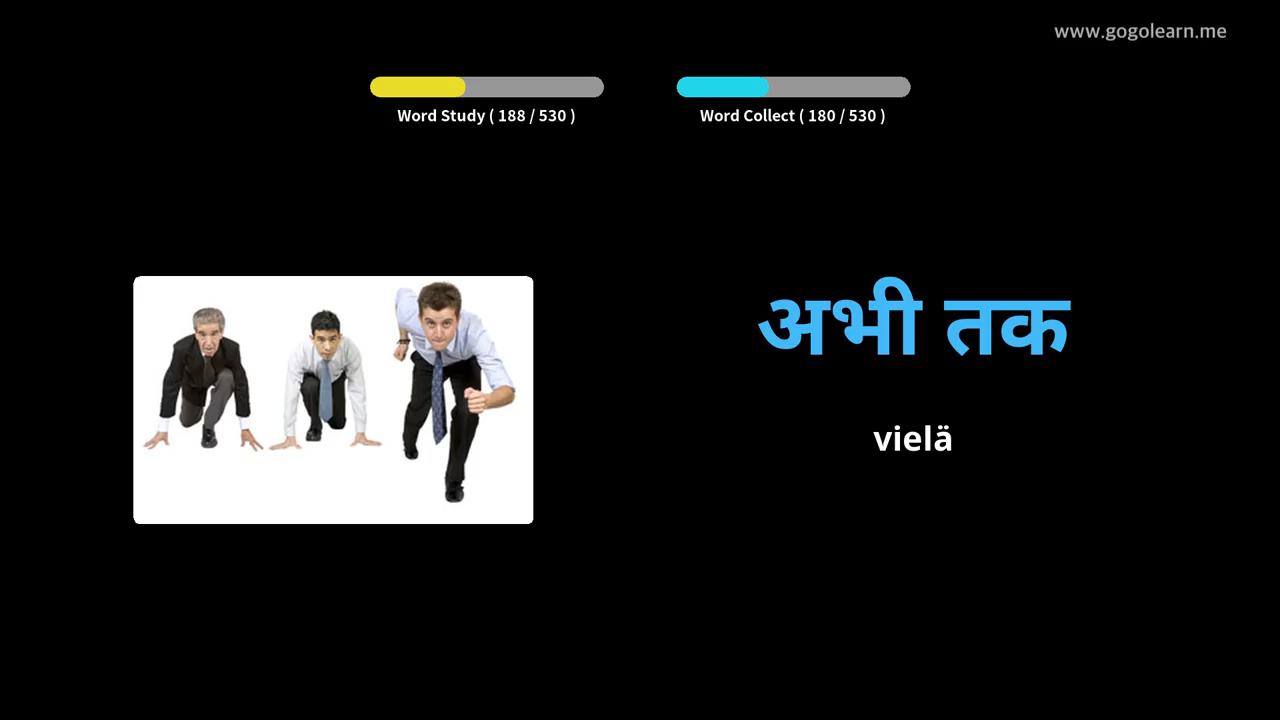 www.gogolearn.me
Word Study ( 188 / 530 )
Word Collect ( 180 / 530 )
अभी तक
vielä